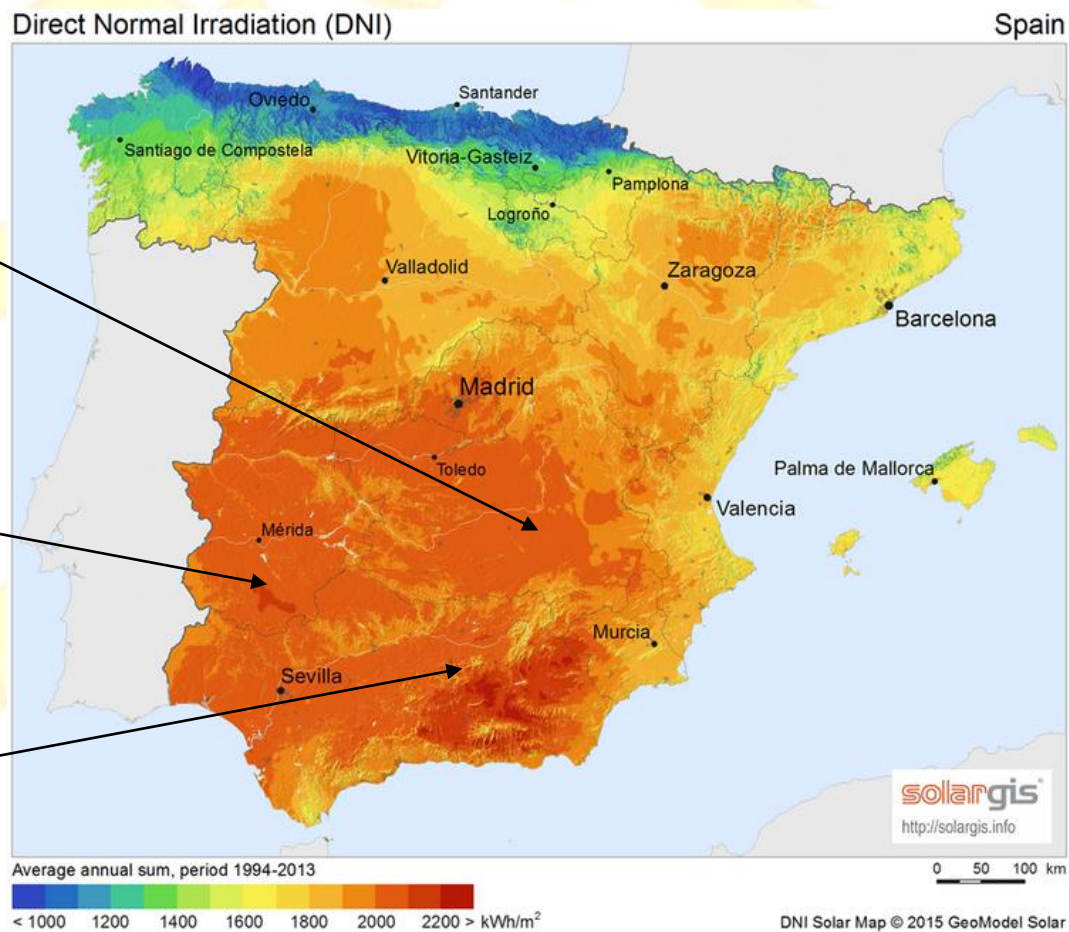 Direct Normal Irradiation (DNI) Spain
Santander
Oviedo
Santiago de Compostela
Vitoria-Gasteiz
Pamplona
Logroño
Valladolid
Zaragoza
Barcelona
Madrid
Toledo
Palma de Mallorca
Valencia
Mérida
Murcia
Sevilla
solargis
http://solargis.info
Average annual sum, period 1994-2013
0 50 100 km
< 1000 1200 1400 1600 1800 2000 2200 > kWh/m²
DNI Solar Map © 2015 GeoModel Solar